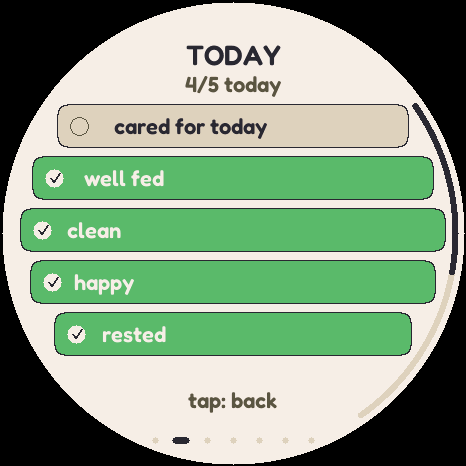 TODAY
4/5 today
cared for today
well fed
clean
happy
rested
tap: back